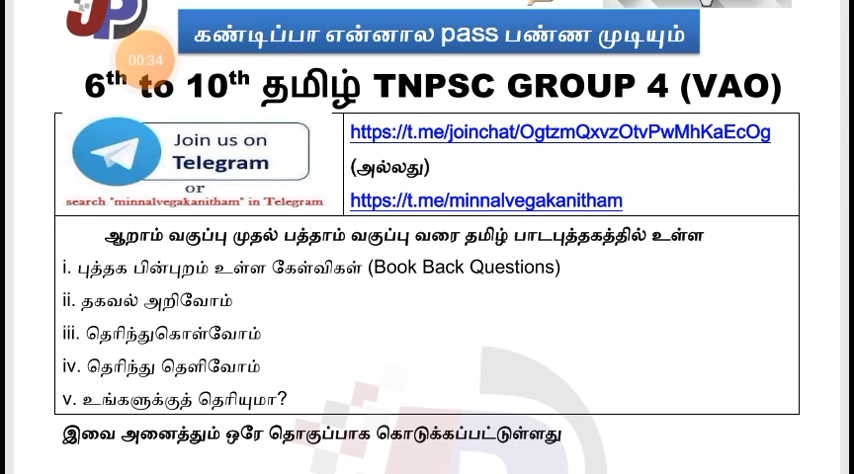 JP
கண்டிப்பா என்னால pass பண்ண முடியும்
00:34
6th to 10th தமிழ் TNPSC GROUP 4 (VAO)
Join us on
Telegram
or
search "minnalvegakanitham" in Telegram
https://t.me/joinchat/OgtzmQxvzOtvPwMhKaEcOg
(அல்லது)
https://t.me/minnalvegakanitham
ஆறாம் வகுப்பு முதல் பத்தாம் வகுப்பு வரை தமிழ் பாடபுத்தகத்தில் உள்ள
i. புத்தக பின்புறம் உள்ள கேள்விகள் (Book Back Questions)
ii. தகவல் அறிவோம்
iii. தெரிந்துகொள்வோம்
iv. தெரிந்து தெளிவோம்
v. உங்களுக்குத் தெரியுமா?
இவை அனைத்தும் ஒரே தொகுப்பாக கொடுக்கப்பட்டுள்ளது